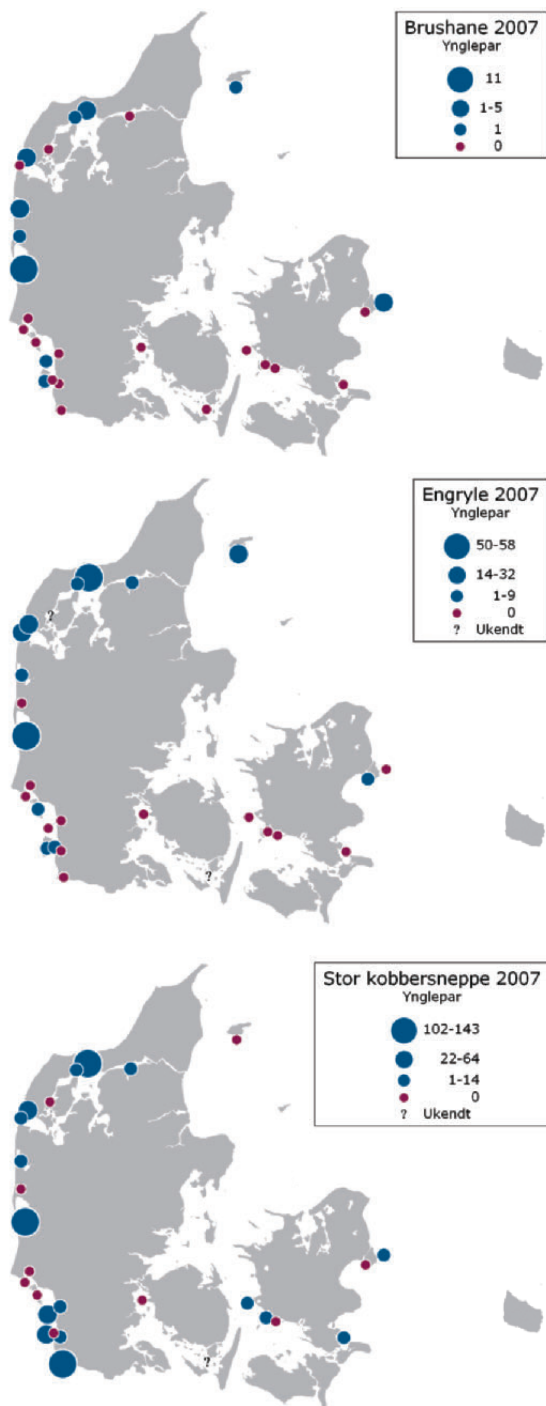 Brushane 2007
Ynglepar
11
1-5
1
0
Engryle 2007
Ynglepar
50-58
14-32
1-9
0
? Ukendt
?
?
Stor kobbersneppe 2007
Ynglepar
102-143
22-64
1-14
0
? Ukendt
?